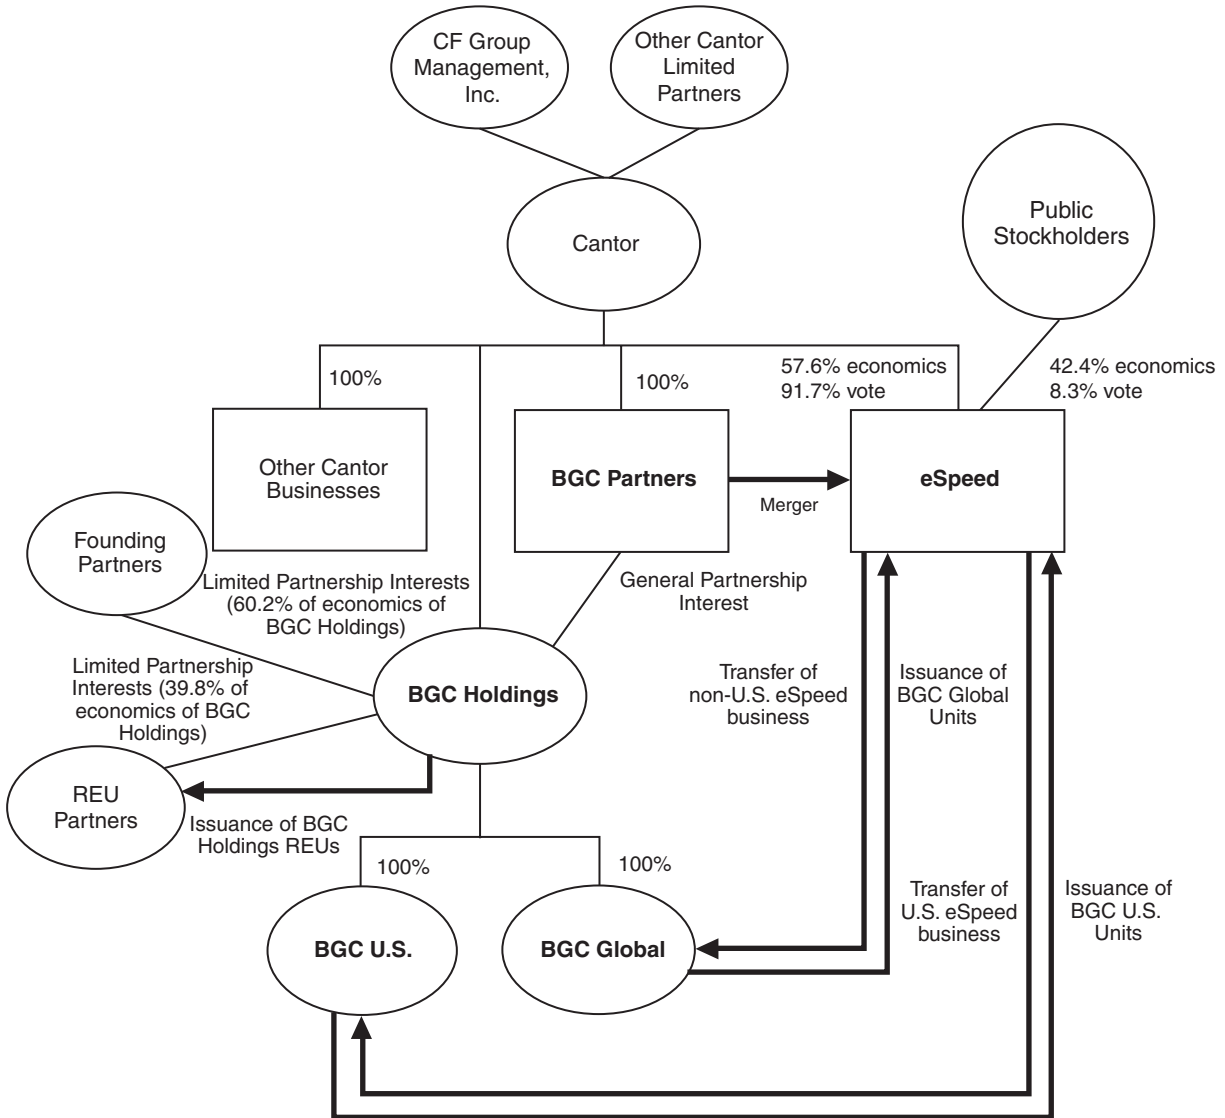 CF Group
Management,
Inc.
Other Cantor
Limited
Partners
Public
Stockholders
Cantor
100%
100%
57.6% economics
91.7% vote
42.4% economics
8.3% vote
Other Cantor
Businesses
BGC Partners
Merger
eSpeed
Founding
Partners
Limited Partnership Interests
(60.2% of economics of
BGC Holdings)
General Partnership
Interest
Limited Partnership
Interests (39.8% of
economics of BGC
Holdings)
BGC Holdings
Transfer of
non-U.S. eSpeed
business
Issuance of
BGC Global
Units
REU
Partners
Issuance of BGC
Holdings REUs
100%
100%
Transfer of
U.S. eSpeed
business
Issuance of
BGC U.S.
Units
BGC U.S.
BGC Global